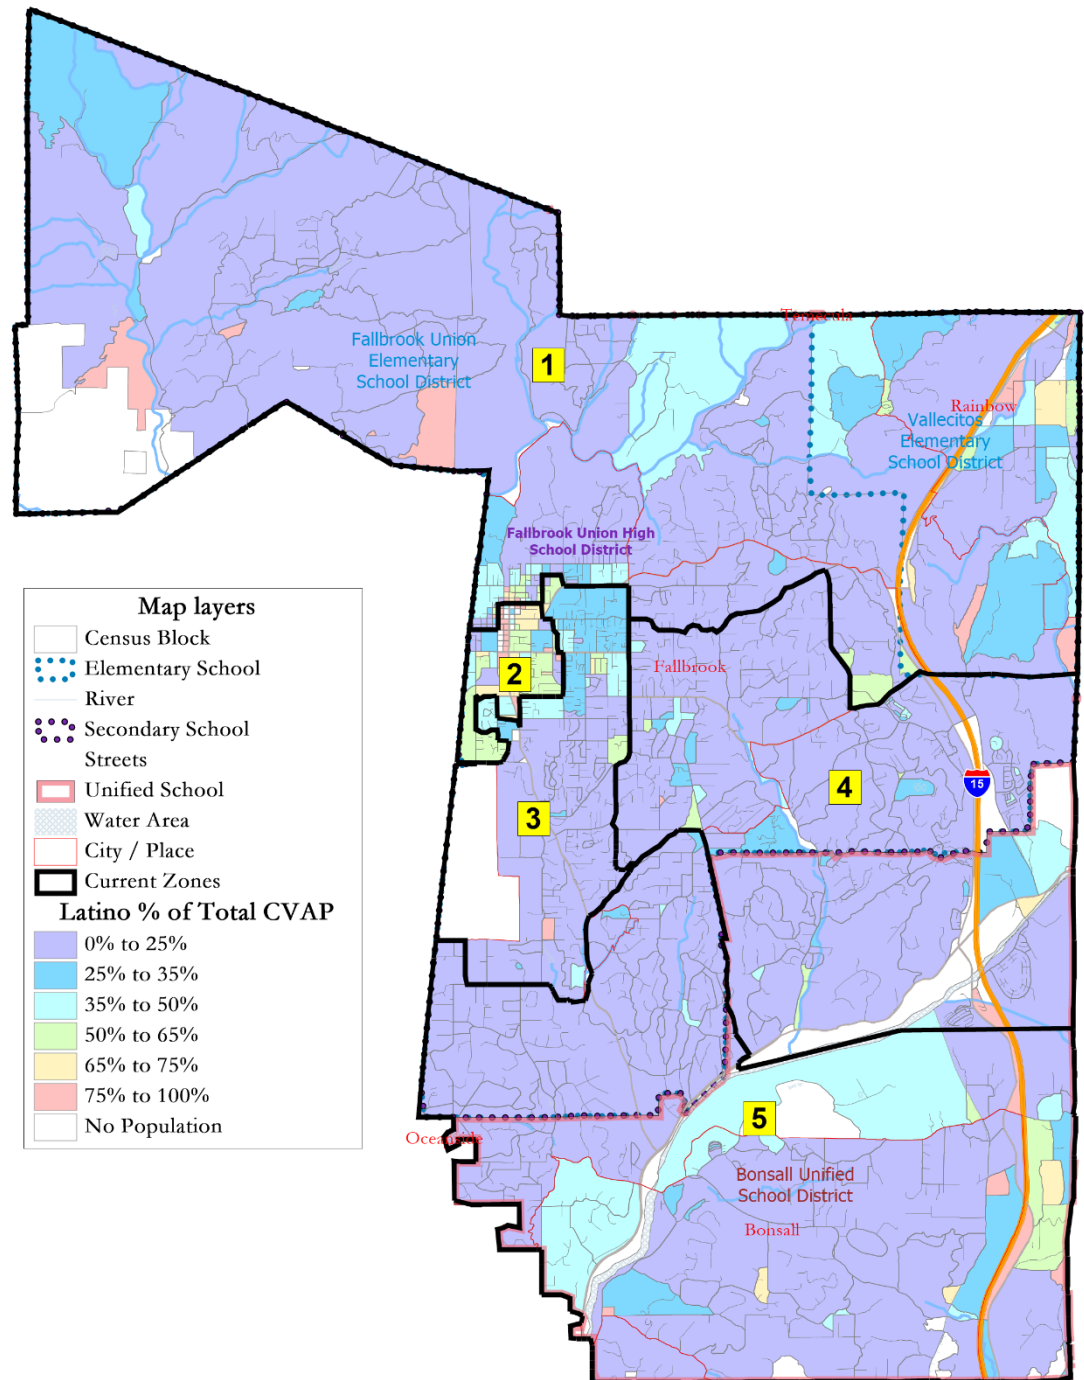 Temecula
1
Fallbrook Union
Elementary
School District
Rainbow
Vallecitos
Elementary
School District
Fallbrook Union High
School District
2
Fallbrook
3
4
15
5
Oceanside
Bonsall Unified
School District
Bonsall
Map layers
Census Block
Elementary School
River
Secondary School
Streets
Unified School
Water Area
City / Place
Current Zones
Latino % of Total CVAP
0% to 25%
25% to 35%
35% to 50%
50% to 65%
65% to 75%
75% to 100%
No Population